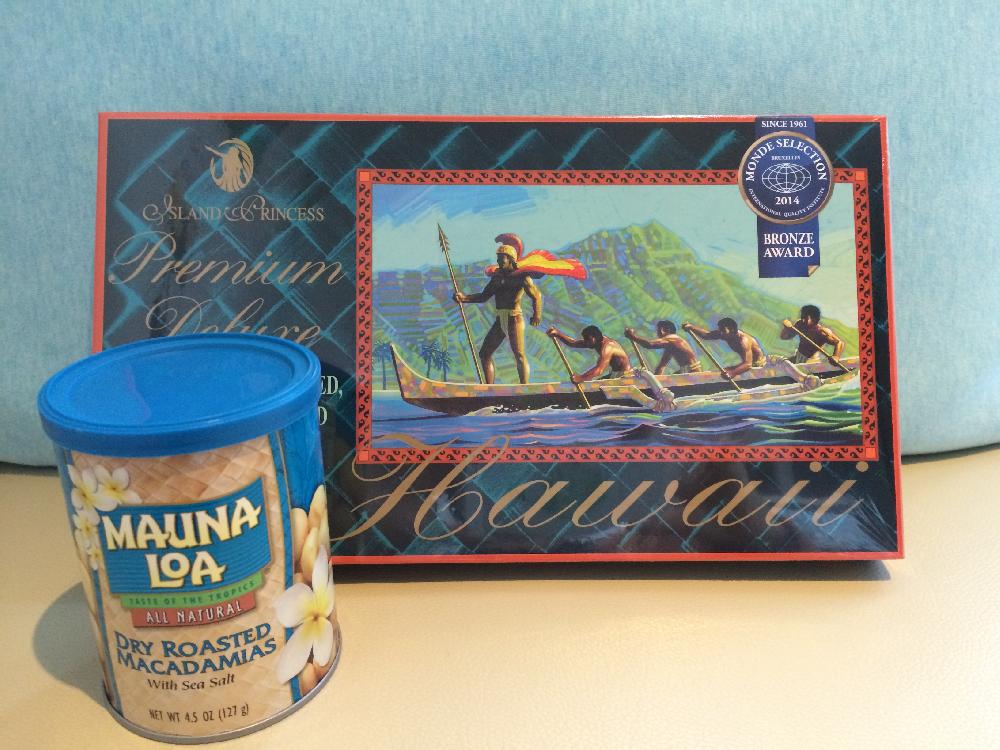 ISLAND PRINCESS
Premium
Deluxe
ED,
D
Hawaii
SINCE 1961
MONDE SELECTION
BRUXELLES
INTERNATIONAL QUALITY INSTITUTE
2014
BRONZE
AWARD
MAUNA
LOA
TASTE OF THE TROPICS
ALL NATURAL
DRY ROASTED
MACADAMIAS
With Sea Salt
NET WT 4.5 OZ (127 g)